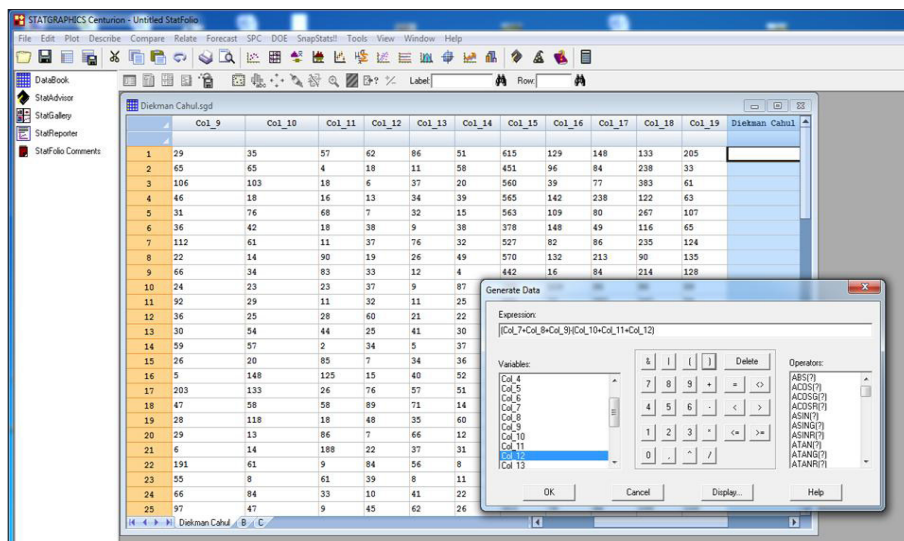 STATGRAPHICS Centurion - Untitled StatFolio
File Edit Plot Describe Compare Relate Forecast SPC DOE SnapStats!! Tools View Window Help
DataBook
StatAdvisor
StatGallery
StatReporter
StatFolio Comments
Label: Row:
Diekman Cahul.sgd
Col_9 Col_10 Col_11 Col_12 Col_13 Col_14 Col_15 Col_16 Col_17 Col_18 Col_19 Diekman Cahul
1 29 35 57 62 86 51 615 129 148 133 205
2 65 65 4 18 11 58 451 96 84 238 33
3 106 103 18 6 37 20 560 39 77 383 61
4 46 18 16 13 34 39 565 142 238 122 63
5 31 76 68 7 32 15 563 109 80 267 107
6 36 42 18 38 9 38 378 148 49 116 65
7 112 61 11 37 76 32 527 82 86 235 124
8 22 14 90 19 26 49 570 132 213 90 135
9 66 34 83 33 12 4 442 16 84 214 128
10 24 23 23 37 9 87
11 92 29 11 32 11 25
12 36 25 28 60 21 22
13 30 54 44 25 41 30
14 59 57 2 34 5 37
15 26 20 85 7 34 36
16 5 148 125 15 40 52
17 203 133 26 76 57 51
18 47 58 58 89 71 14
19 28 118 18 48 35 60
20 29 13 86 7 66 12
21 6 14 188 22 37 31
22 191 61 9 84 56 8
23 55 8 61 39 8 11
24 66 84 33 10 41 22
25 97 47 9 45 62 26
Diekman Cahul B C
Generate Data
Expression:
(Col_7+Col_8+Col_9)-(Col_10+Col_11+Col_12)
Variables:
Col_4
Col_5
Col_6
Col_7
Col_8
Col_9
Col_10
Col_11
Col_12
Col_13
& | ( ) Delete
7 8 9 + = <>
4 5 6 - < >
1 2 3 * <= >=
0 . ^ /
Operators:
ABS(?)
ACOS(?)
ACOSG(?)
ACOSR(?)
ASIN(?)
ASING(?)
ASINR(?)
ATAN(?)
ATANG(?)
ATANR(?)
OK Cancel Display... Help